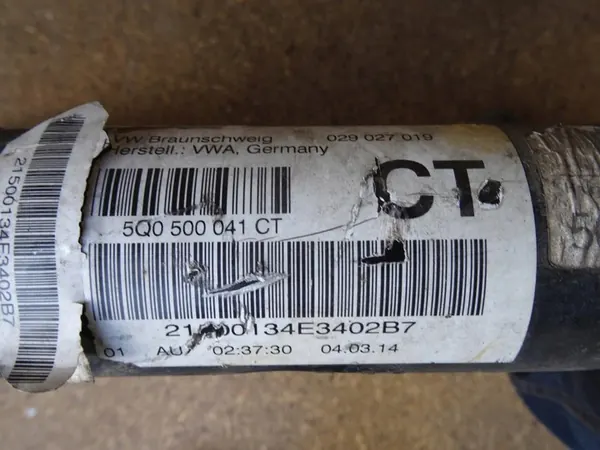 VW Braunschweig 029 027 019
Herstell.: VWA, Germany
CT
5Q0 500 041 CT
21500134E3402B7
01 AU 02:37:30 04.03.14
21500134E3402B7